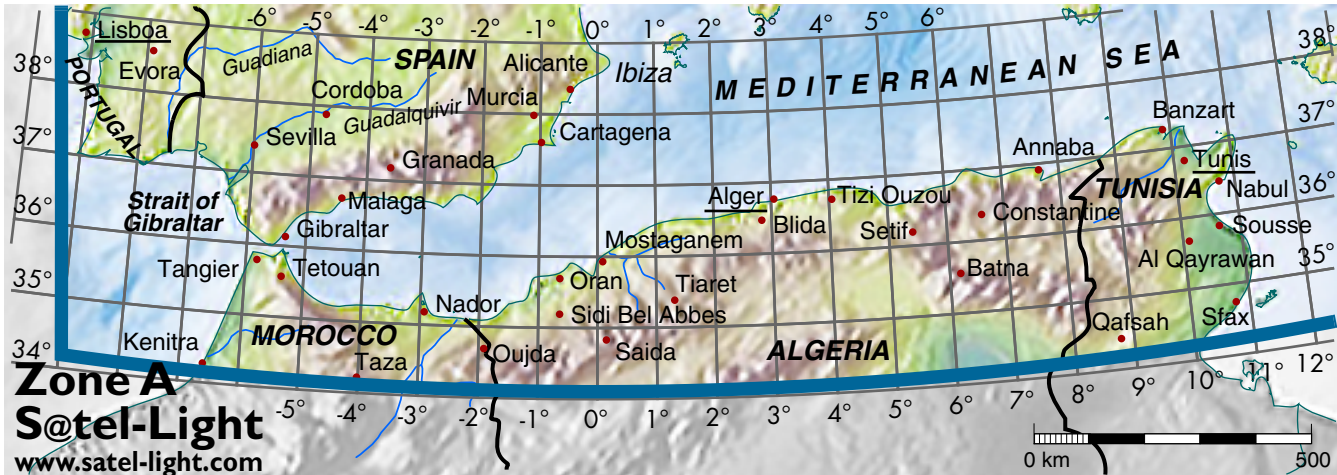 -6° -5° -4° -3° -2° -1° 0° 2° 3° 4° 5° 6°
38° 37° 36° 35° 34°
38° 37° 36° 35°
Lisboa
Evora
PORTUGAL
Guadiana
SPAIN
Alicante
Ibiza
MEDITERRANEAN SEA
Cordoba
Murcia
Guadalquivir
Sevilla
Cartagena
Granada
Banzart
Annaba
Tunis
TUNISIA
Nabul
Strait of
Gibraltar
Malaga
Gibraltar
Alger
Tizi Ouzou
Blida
Constantine
Setif
Sousse
Mostaganem
Tangier
Tetouan
Oran
Tiaret
Batna
Al Qayrawan
Nador
Sidi Bel Abbes
Qafsah
Sfax
Kenitra
MOROCCO
Taza
Oujda
Saida
ALGERIA
-5° -4° -3° -2° -1° 0° 1° 2° 3° 4° 5° 6° 7° 8° 9° 10° 11° 12°
Zone A
S@tel-Light
www.satel-light.com
0 km 500